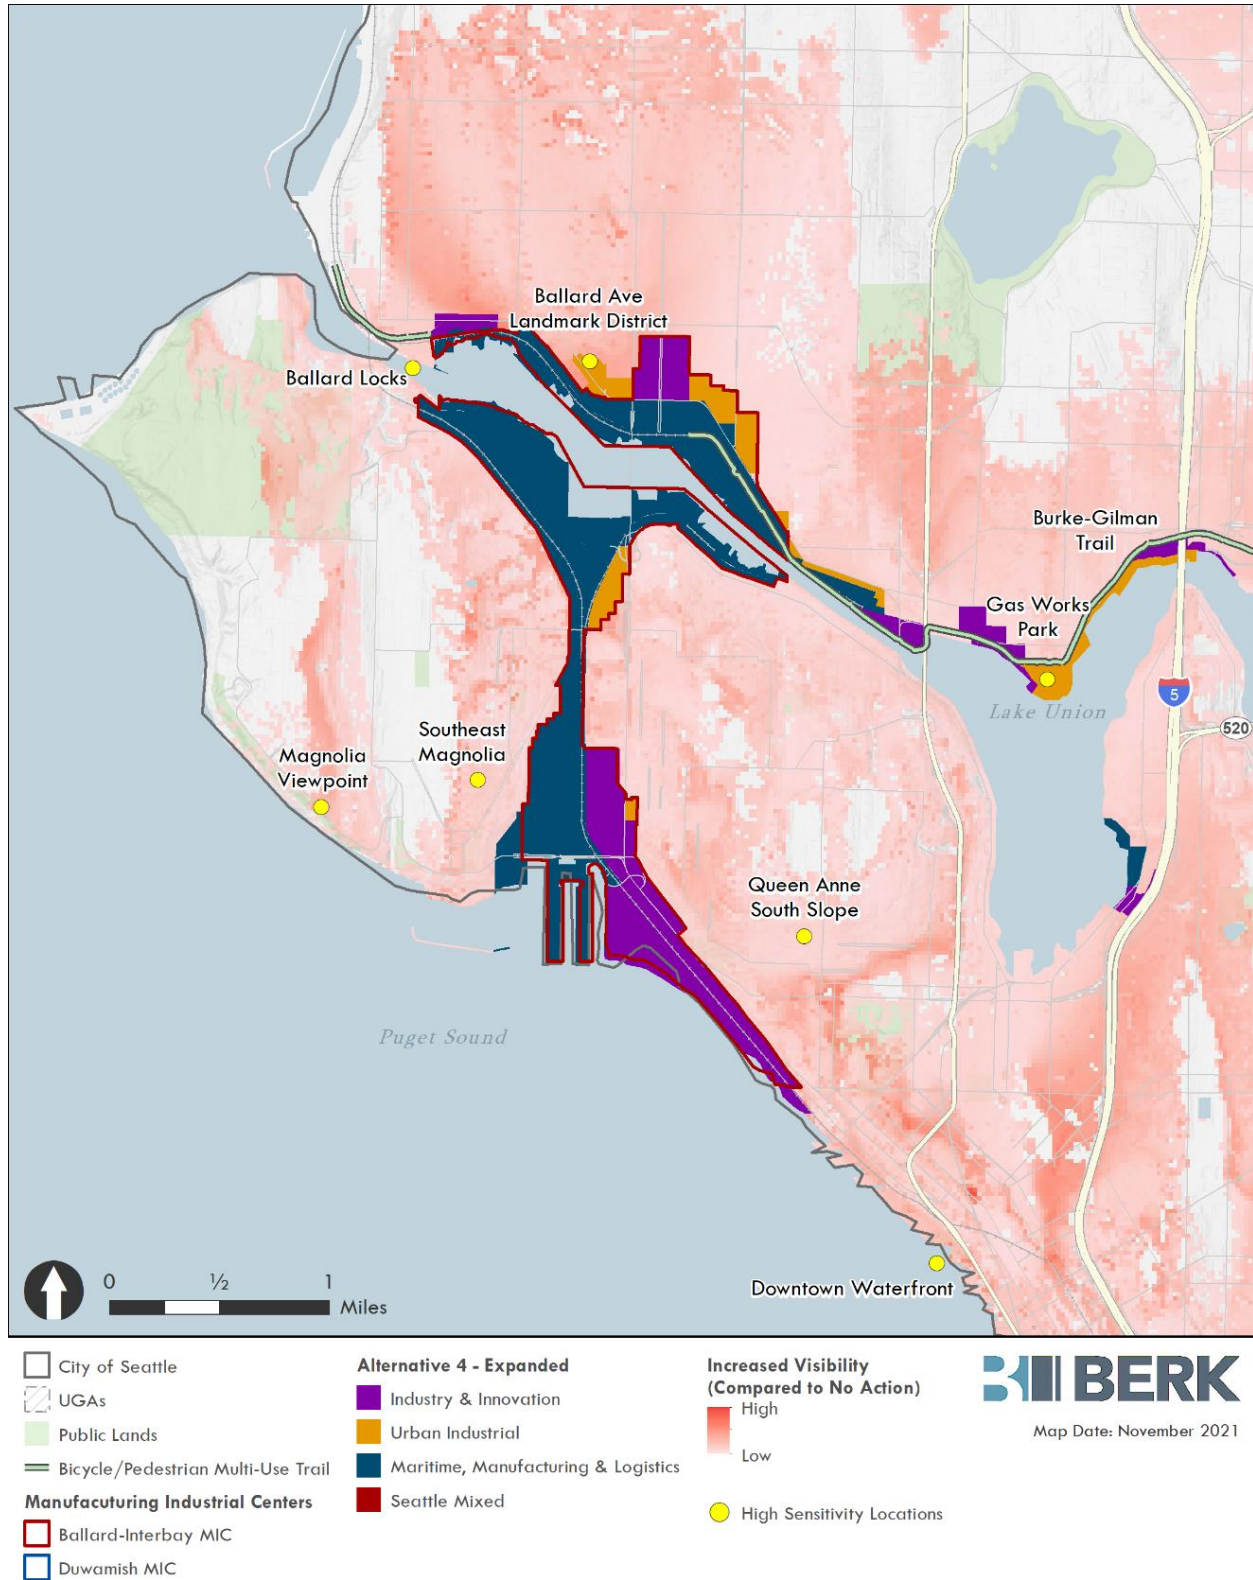 Ballard Ave
Landmark District
Ballard Locks
Burke-Gilman
Trail
Gas Works
Park
Lake Union
5
520
Southeast
Magnolia
Magnolia
Viewpoint
Queen Anne
South Slope
Puget Sound
Downtown Waterfront
0 ½ 1
Miles
City of Seattle
UGAs
Public Lands
Bicycle/Pedestrian Multi-Use Trail
Manufacuturing Industrial Centers
Ballard-Interbay MIC
Duwamish MIC
Alternative 4 - Expanded
Industry & Innovation
Urban Industrial
Maritime, Manufacturing & Logistics
Seattle Mixed
Increased Visibility
(Compared to No Action)
High
Low
High Sensitivity Locations
BERK
Map Date: November 2021